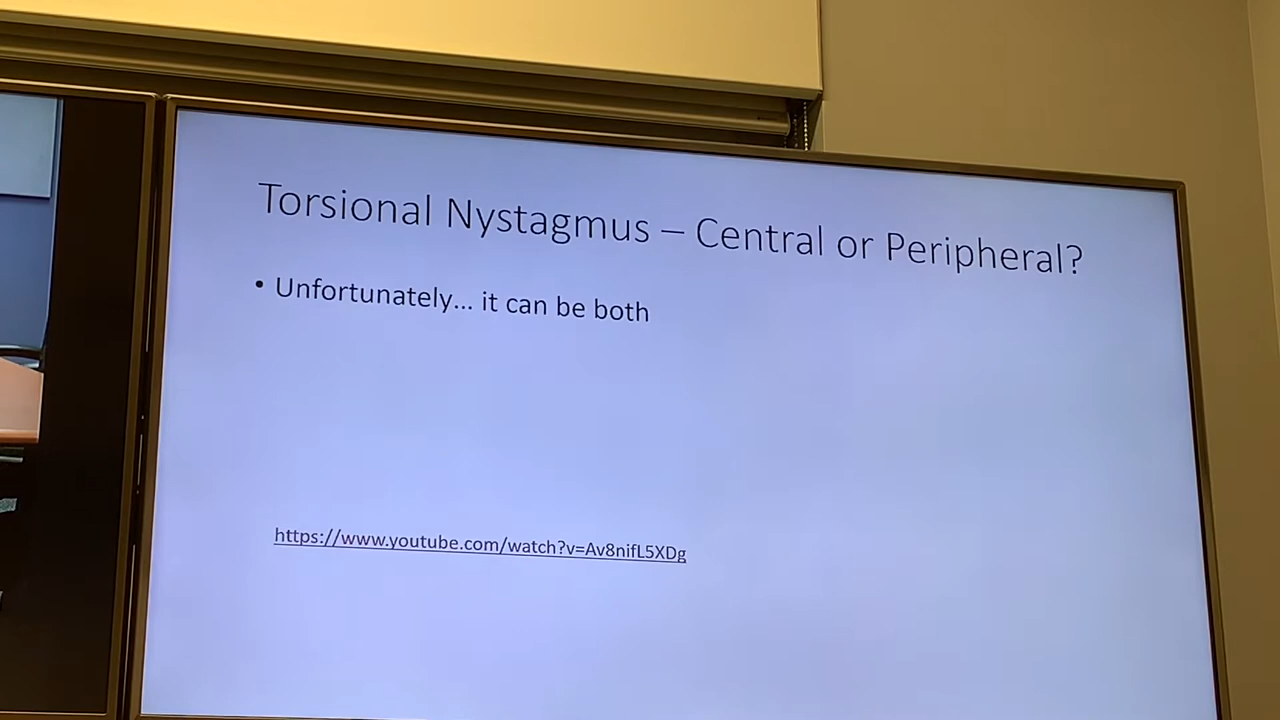 Torsional Nystagmus – Central or Peripheral?
• Unfortunately... it can be both
https://www.youtube.com/watch?v=Av8nifL5XDg